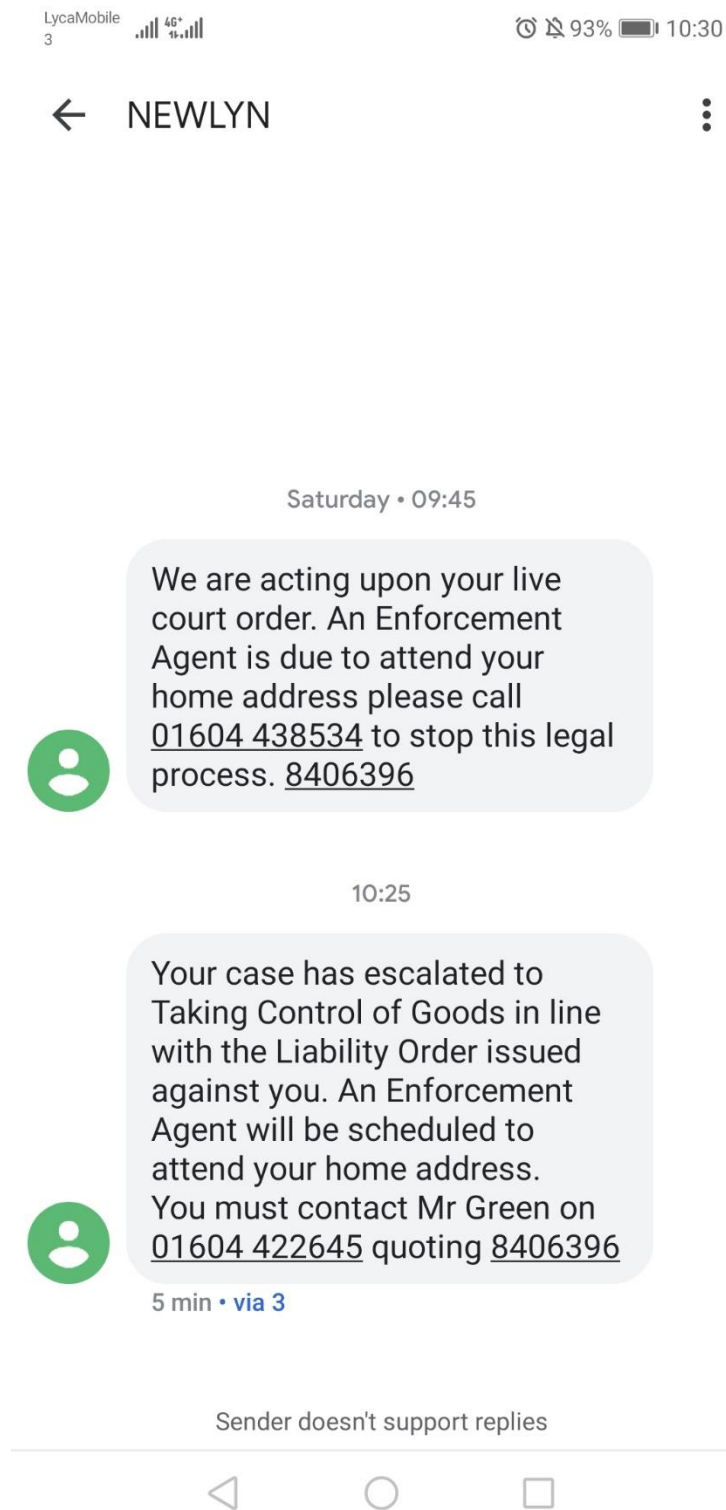 LycaMobile
3
4G+
93% 10:30
NEWLYN
Saturday • 09:45
We are acting upon your live
court order. An Enforcement
Agent is due to attend your
home address please call
01604 438534 to stop this legal
process. 8406396
10:25
Your case has escalated to
Taking Control of Goods in line
with the Liability Order issued
against you. An Enforcement
Agent will be scheduled to
attend your home address.
You must contact Mr Green on
01604 422645 quoting 8406396
5 min • via 3
Sender doesn't support replies